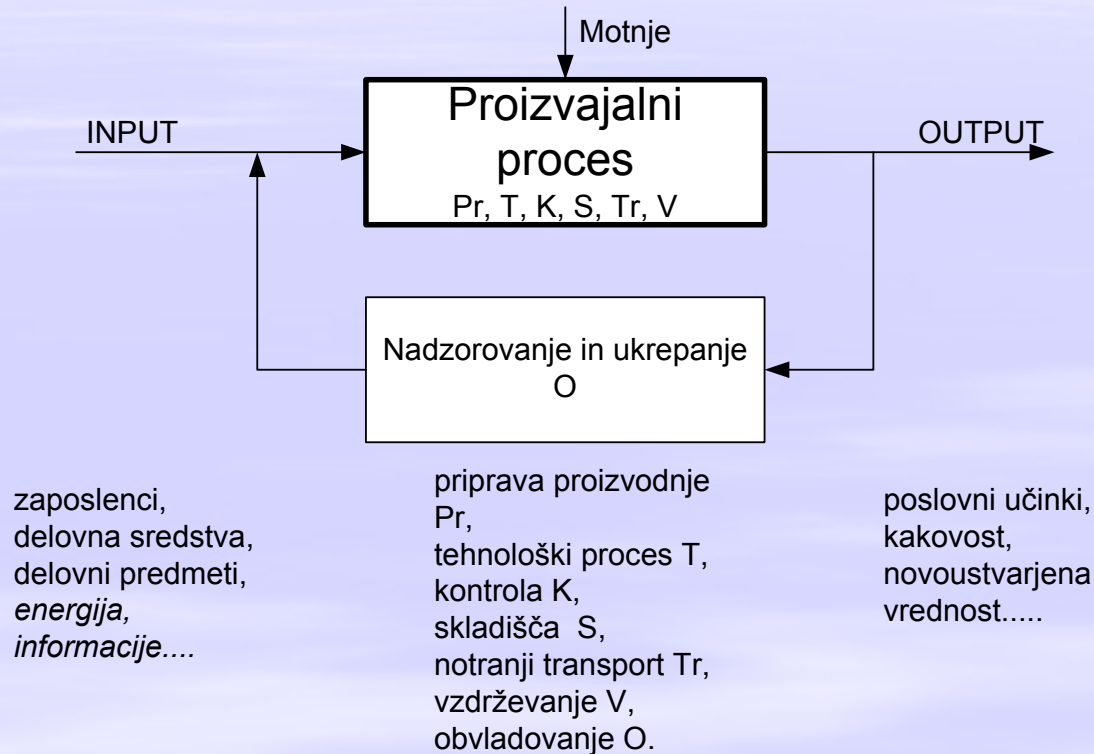 Motnje
INPUT
Proizvajalni
proces
Pr, T, K, S, Tr, V
OUTPUT
Nadzorovanje in ukrepanje
O
zaposlenci,
delovna sredstva,
delovni predmeti,
energija,
informacije....
priprava proizvodnje
Pr,
tehnološki proces T,
kontrola K,
skladišča  S,
notranji transport Tr,
vzdrževanje V,
obvladovanje O.
poslovni učinki,
kakovost,
novoustvarjena
vrednost.....